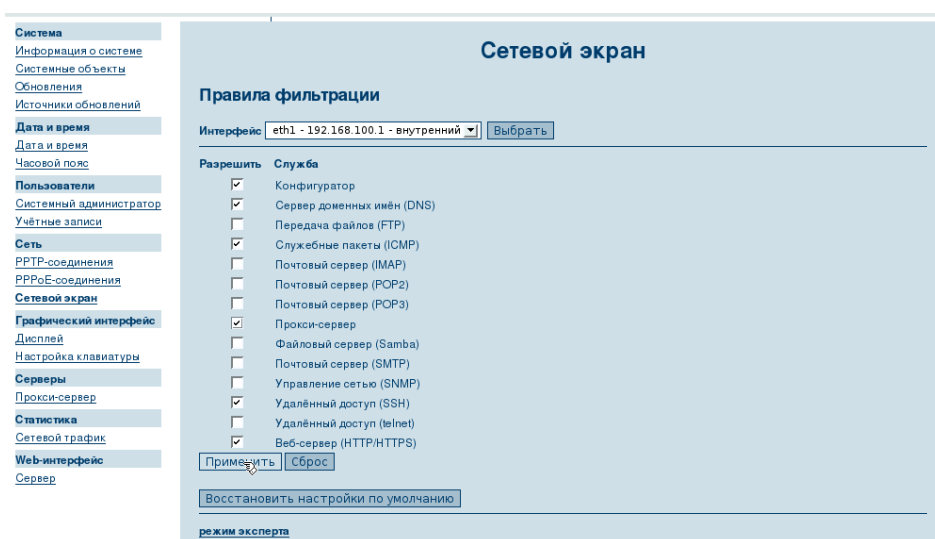 Система
Информация о системе
Системные объекты
Обновления
Источники обновлений
Дата и время
Дата и время
Часовой пояс
Пользователи
Системный администратор
Учётные записи
Сеть
PPTP-соединения
PPPoE-соединения
Сетевой экран
Графический интерфейс
Дисплей
Настройка клавиатуры
Серверы
Прокси-сервер
Статистика
Сетевой трафик
Web-интерфейс
Сервер
Сетевой экран
Правила фильтрации
Интерфейс eth1 - 192.168.100.1 - внутренний Выбрать
Разрешить Служба
Конфигуратор
Сервер доменных имён (DNS)
Передача файлов (FTP)
Служебные пакеты (ICMP)
Почтовый сервер (IMAP)
Почтовый сервер (POP2)
Почтовый сервер (POP3)
Прокси-сервер
Файловый сервер (Samba)
Почтовый сервер (SMTP)
Управление сетью (SNMP)
Удалённый доступ (SSH)
Удалённый доступ (telnet)
Веб-сервер (HTTP/HTTPS)
Применить Сброс
Восстановить настройки по умолчанию
режим эксперта